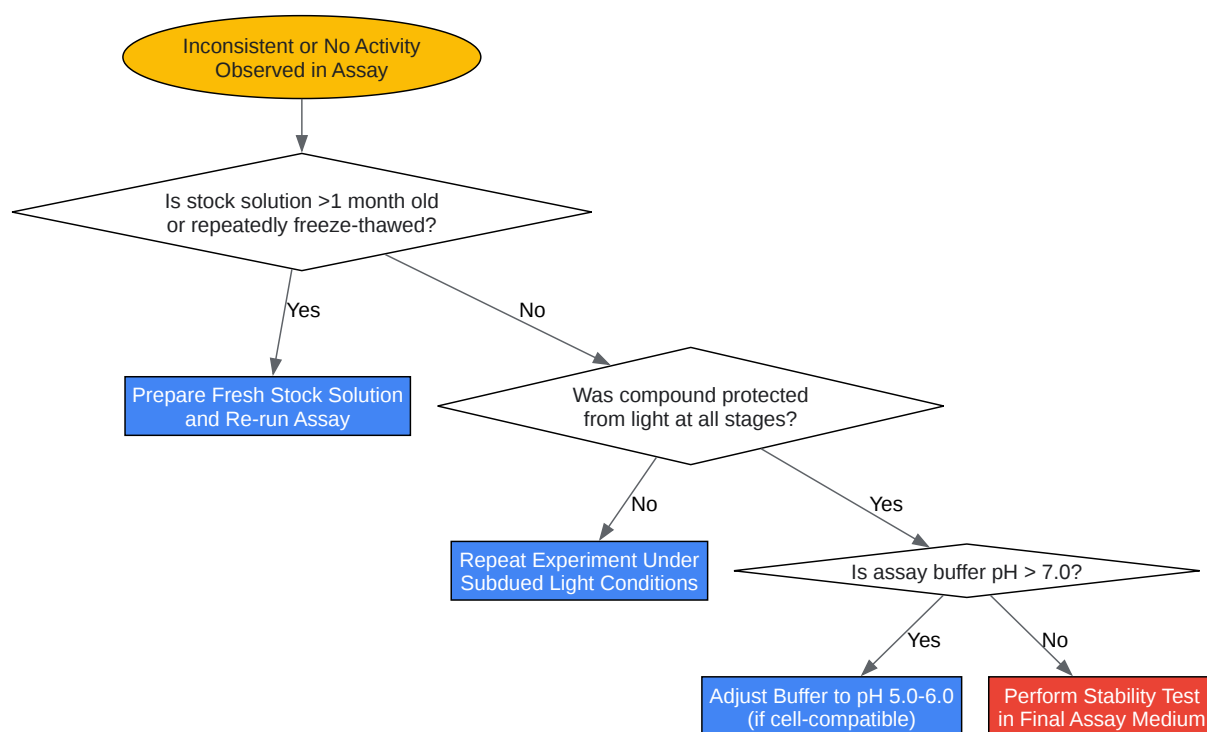 Inconsistent or No Activity
Observed in Assay
Is stock solution >1 month old
or repeatedly freeze-thawed?
Yes
No
Prepare Fresh Stock Solution
and Re-run Assay
Was compound protected
from light at all stages?
No
Yes
Repeat Experiment Under
Subdued Light Conditions
Is assay buffer pH > 7.0?
Yes
No
Adjust Buffer to pH 5.0-6.0
(if cell-compatible)
Perform Stability Test
in Final Assay Medium